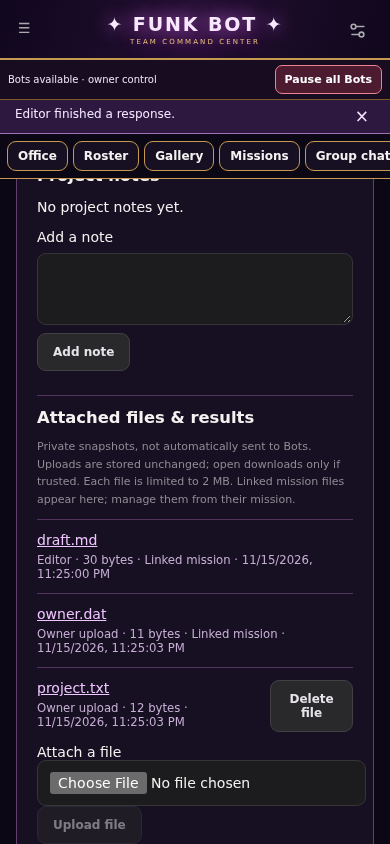 ☰
✦ FUNK BOT ✦
TEAM COMMAND CENTER
Bots available · owner control
Pause all Bots
Editor finished a response.
×
Office
Roster
Gallery
Missions
Group chat
Project notes
No project notes yet.
Add a note
Add note
Attached files & results
Private snapshots, not automatically sent to Bots.
Uploads are stored unchanged; open downloads only if
trusted. Each file is limited to 2 MB. Linked mission files
appear here; manage them from their mission.
draft.md
Editor · 30 bytes · Linked mission · 11/15/2026,
11:25:00 PM
owner.dat
Owner upload · 11 bytes · Linked mission ·
11/15/2026, 11:25:03 PM
project.txt
Owner upload · 12 bytes ·
11/15/2026, 11:25:03 PM
Delete
file
Attach a file
Choose File No file chosen
Upload file